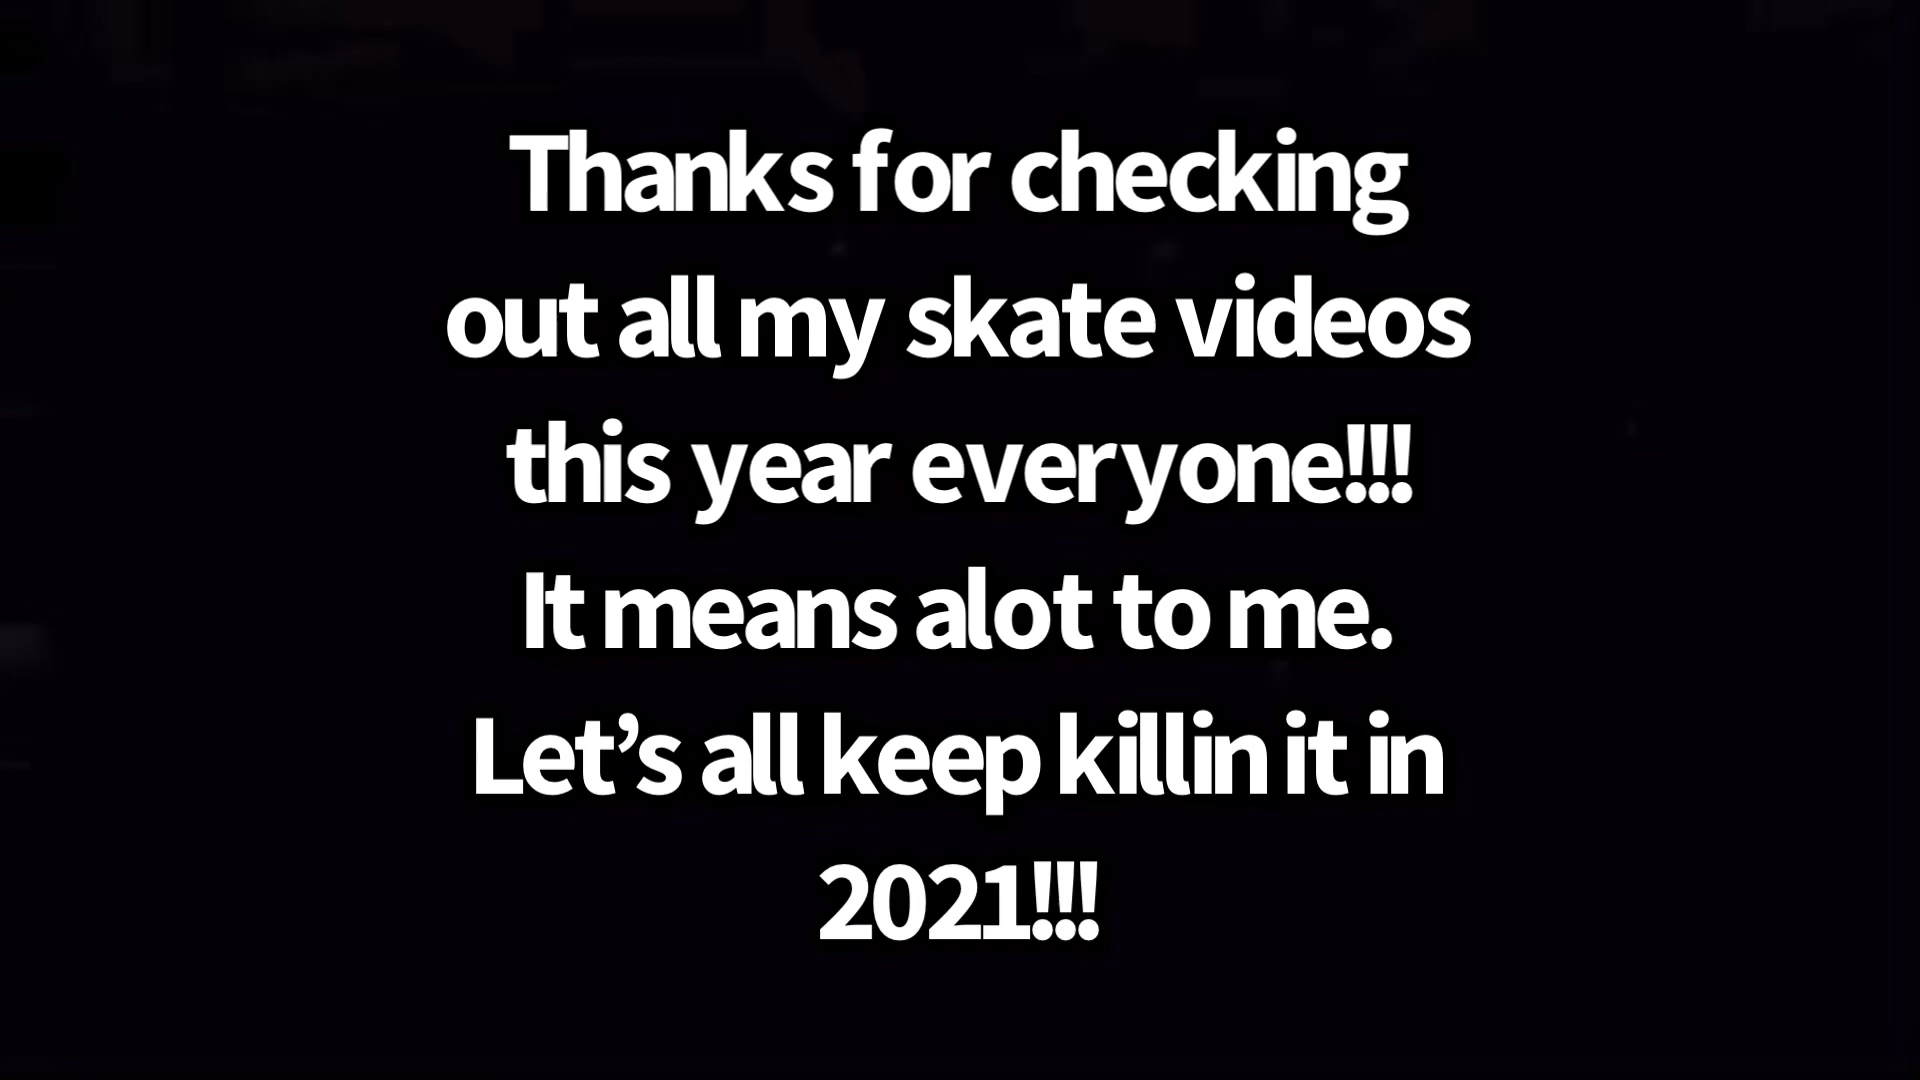 Thanks for checking
out all my skate videos
this year everyone!!!
It means alot to me.
Let’s all keep killin it in
2021!!!